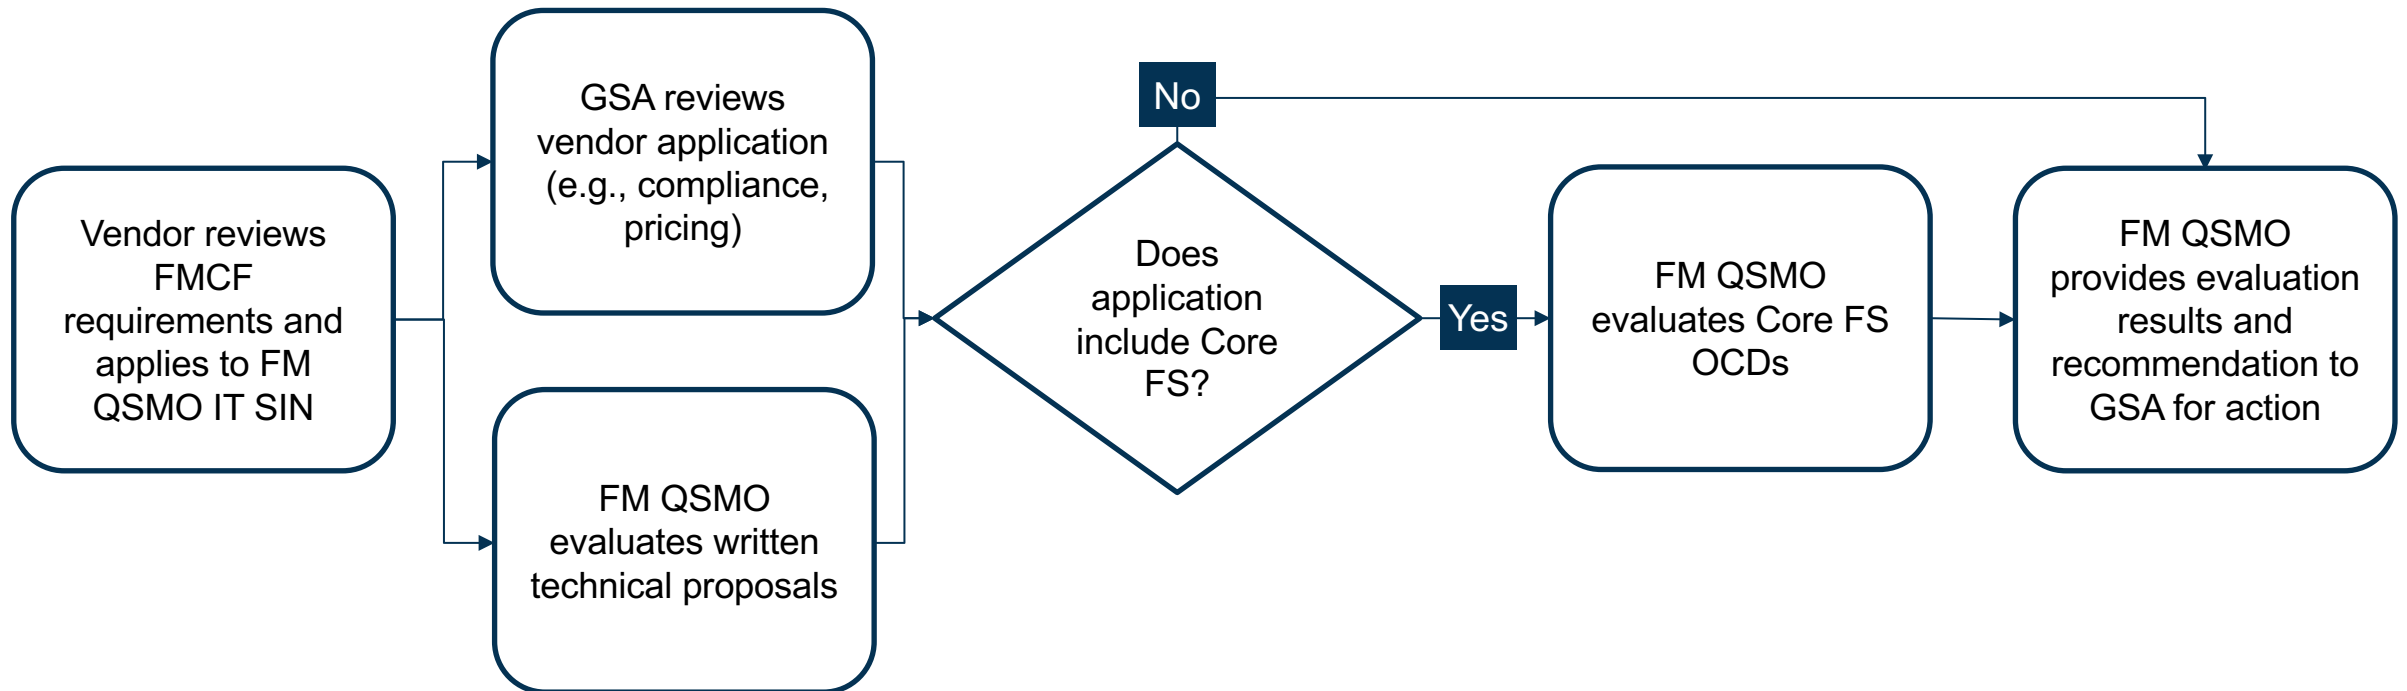 Vendor reviews
FMCF
requirements and
applies to FM
QSMO IT SIN
GSA reviews
vendor application
(e.g., compliance,
pricing)
FM QSMO
evaluates written
technical proposals
Does
application
include Core
FS?
No
Yes
FM QSMO
evaluates Core FS
OCDs
FM QSMO
provides evaluation
results and
recommendation to
GSA for action